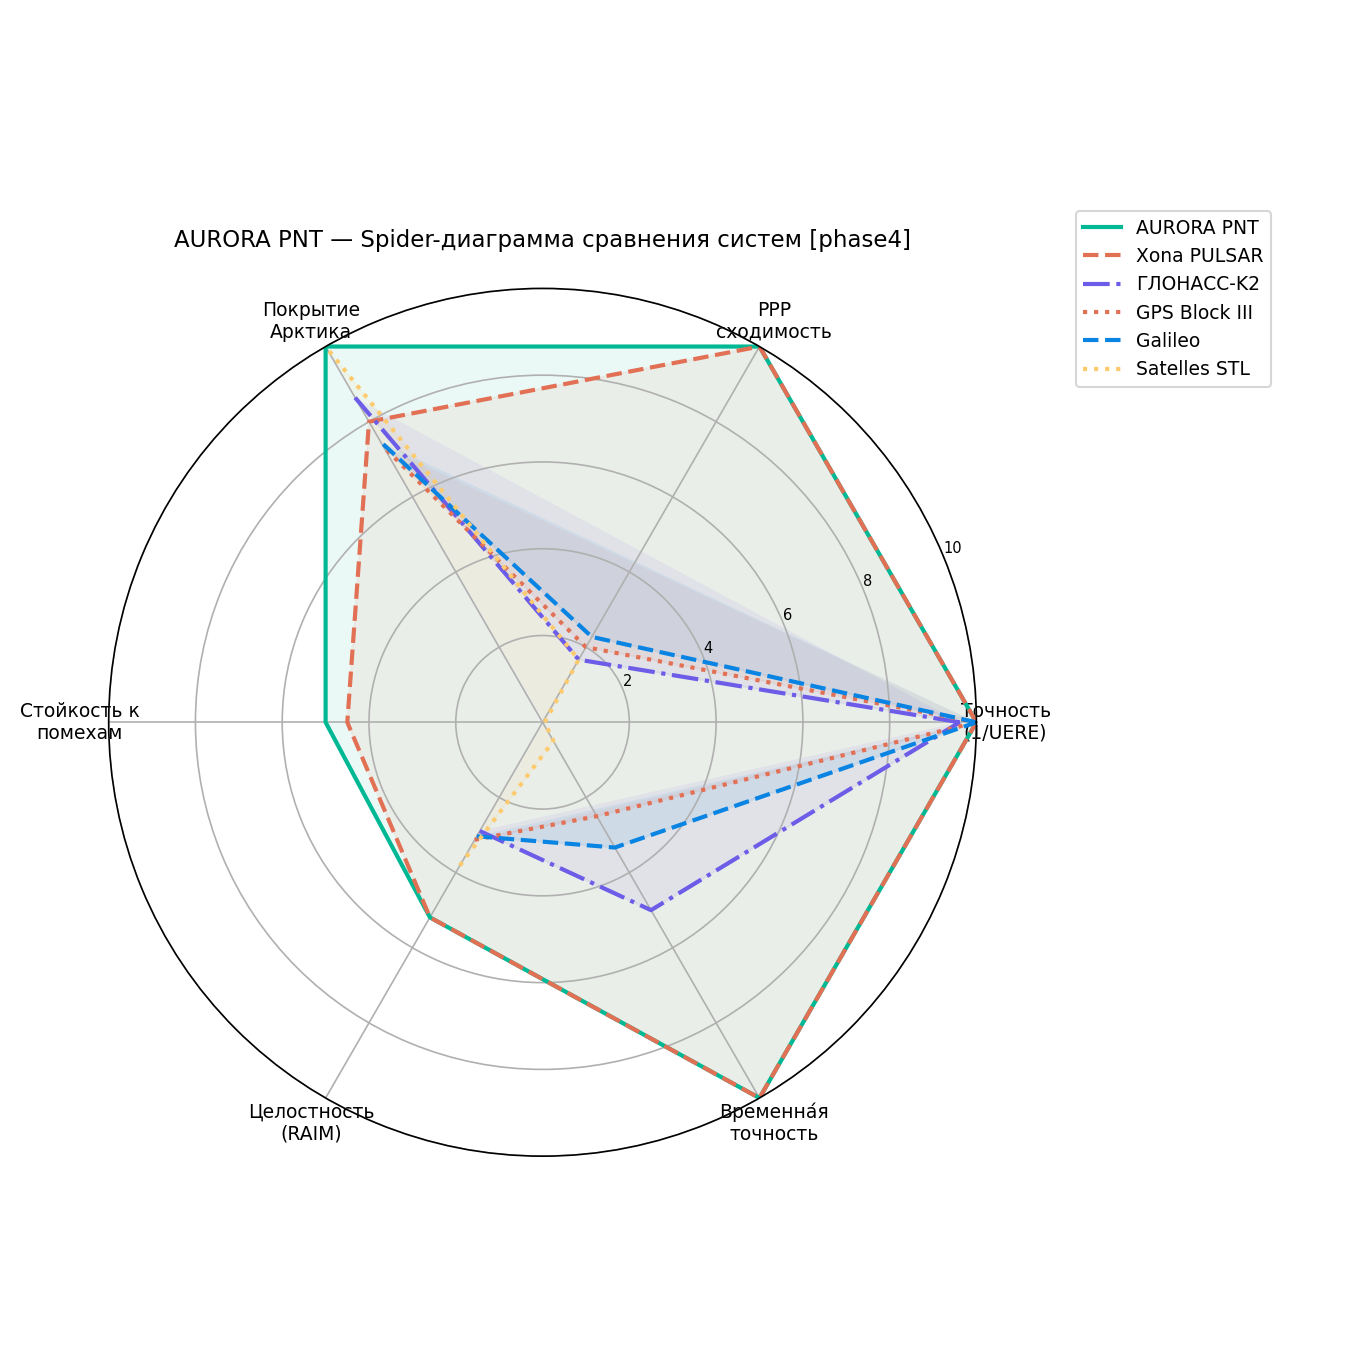 AURORA PNT — Spider-диаграмма сравнения систем [phase4]
AURORA PNT
Xona PULSAR
ГЛОНАСС-К2
GPS Block III
Galileo
Satelles STL
Покрытие
Арктика
PPP
сходимость
10
8
6
4
2
Стойкость к
помехам
Точность
(1/UERE)
Целостность
(RAIM)
Временна́я
точность